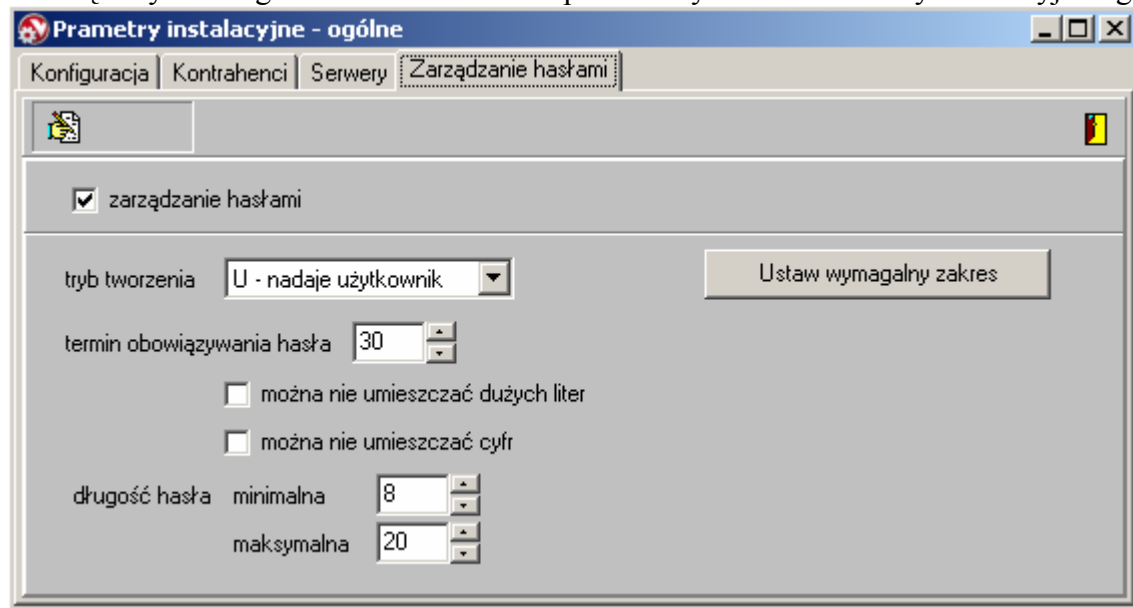 Prametry instalacyjne - ogólne
Konfiguracja Kontrahenci Serwery Zarządzanie hasłami
zarządzanie hasłami
tryb tworzenia U - nadaje użytkownik Ustaw wymagalny zakres
termin obowiązywania hasła 30
można nie umieszczać dużych liter
można nie umieszczać cyfr
długość hasła minimalna 8
maksymalna 20